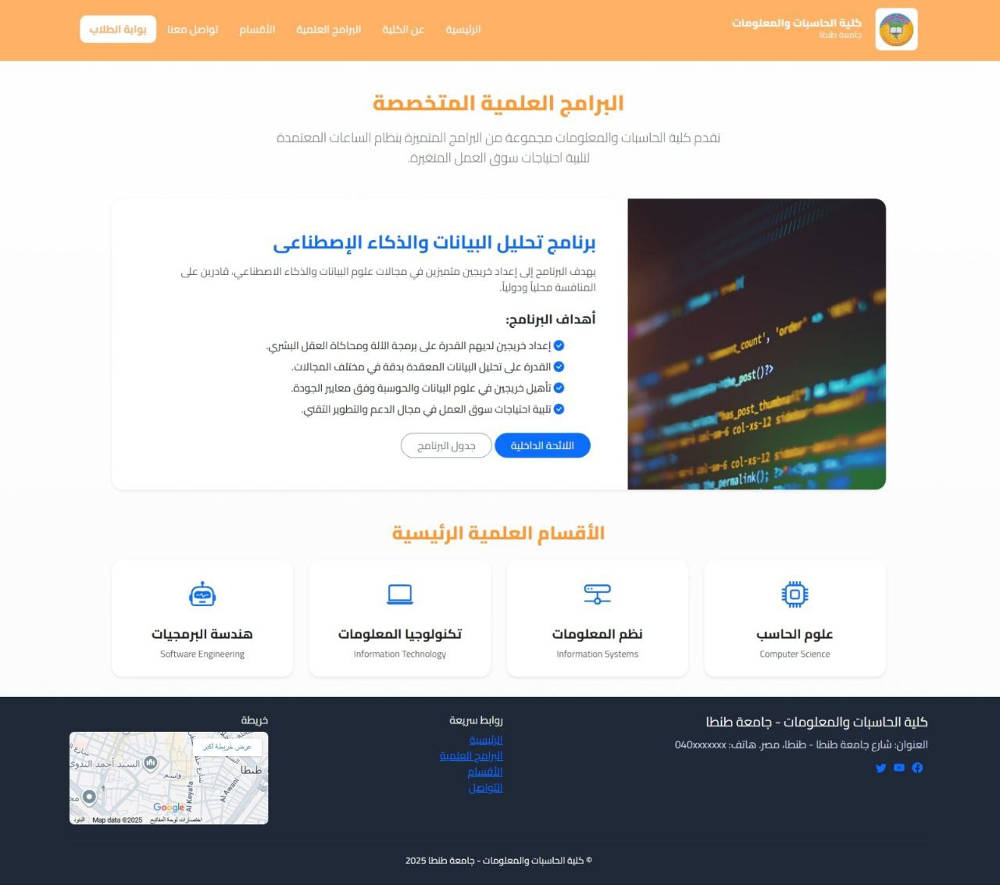 كلية الحاسبات والمعلومات
جامعة طنطا
الرئيسية
عن الكلية
البرامج العلمية
الأقسام
تواصل معنا
بوابة الطلاب
البرامج العلمية المتخصصة
تقدم كلية الحاسبات والمعلومات مجموعة من البرامج المتميزة بنظام الساعات المعتمدة
لتلبية احتياجات سوق العمل المتغيرة.
برنامج تحليل البيانات والذكاء الإصطناعى
يهدف البرنامج إلى إعداد خريجين متميزين في مجالات علوم البيانات والذكاء الاصطناعي، قادرين على
المنافسة محلياً ودولياً.
أهداف البرنامج:
إعداد خريجين لديهم القدرة على برمجة الآلة ومحاكاة العقل البشري.
القدرة على تحليل البيانات المعقدة بدقة في مختلف المجالات.
تأهيل خريجين في علوم البيانات والحوسبة وفق معايير الجودة.
تلبية احتياجات سوق العمل في مجال الدعم والتطوير التقني.
اللائحة الداخلية
جدول البرنامج
count', 'order'
the_post()?>
has_post_thumbnail
col-sm-6 col-xs-12
col-sm-6 col-xs-12
the_permalink(); ?>
الأقسام العلمية الرئيسية
علوم الحاسب
Computer Science
نظم المعلومات
Information Systems
تكنولوجيا المعلومات
Information Technology
هندسة البرمجيات
Software Engineering
كلية الحاسبات والمعلومات - جامعة طنطا
العنوان: شارع جامعة طنطا - طنطا، مصر. هاتف: 040xxxxxxx
روابط سريعة
الرئيسية
البرامج العلمية
الأقسام
التواصل
خريطة
عرض خريطة أكبر
السيد أحمد البدوي
طنطا
قاسم
Al Keyafa
Al Awani
Google
اختصارات لوحة المفاتيح
Map data ©2025
البنود
© كلية الحاسبات والمعلومات - جامعة طنطا 2025